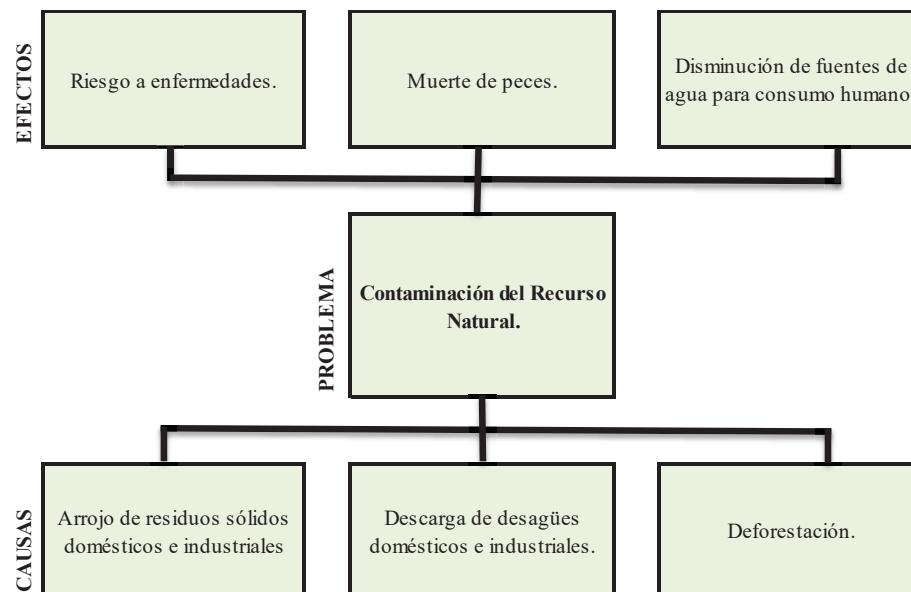 EFECTOS
Riesgo a enfermedades.
Muerte de peces.
Disminución de fuentes de
agua para consumo humano
PROBLEMA
Contaminación del Recurso
Natural.
CAUSAS
Arrojo de residuos sólidos
domésticos e industriales
Descarga de desagües
domésticos e industriales.
Deforestación.